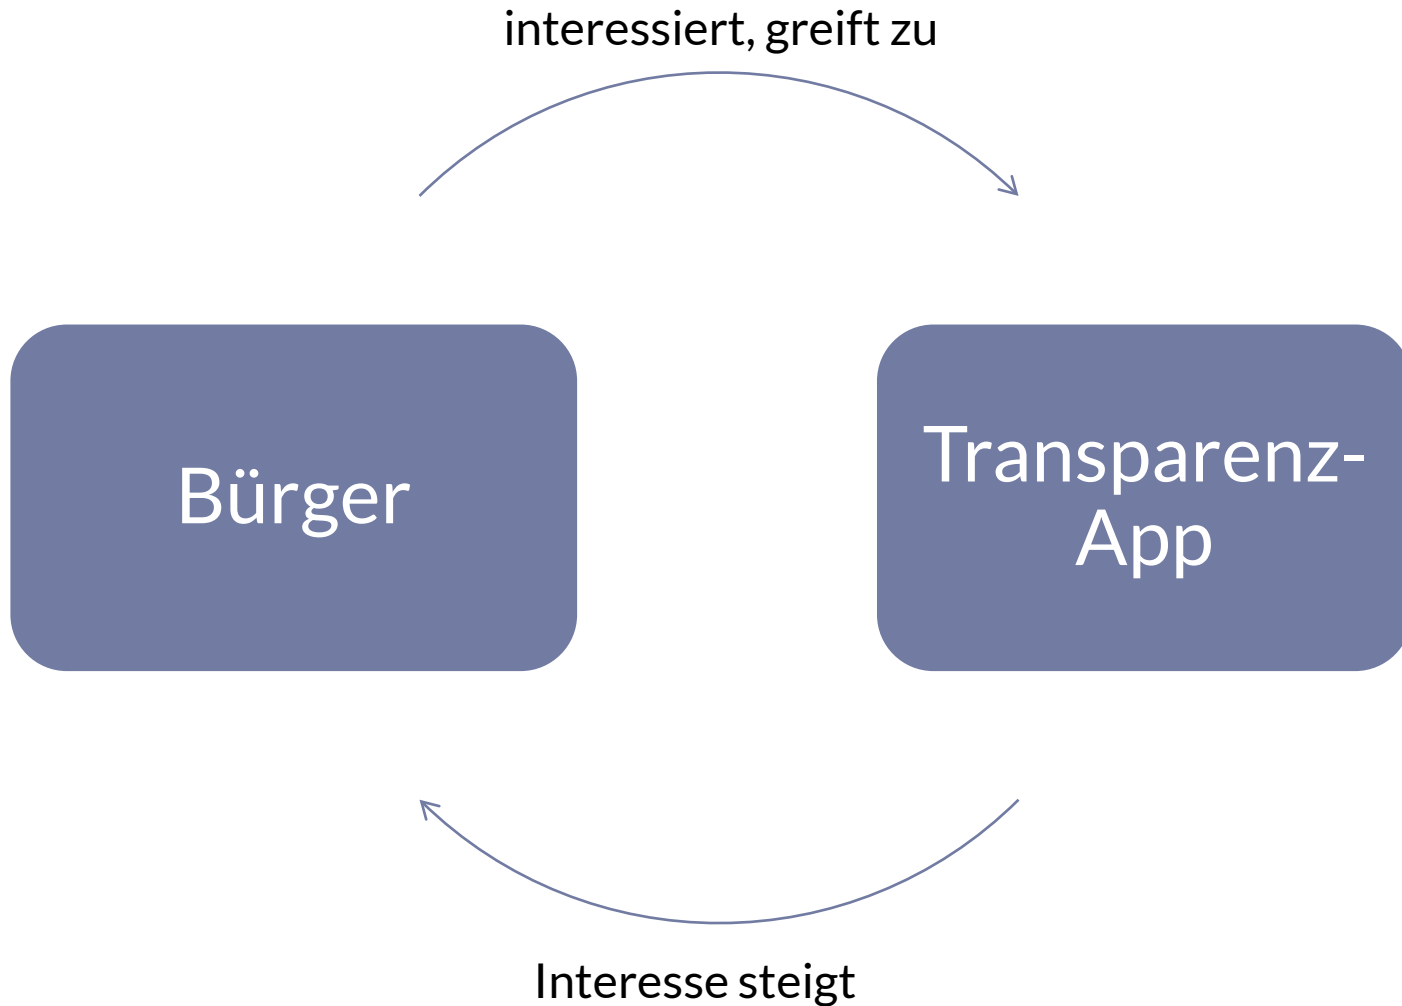 interessiert, greift zu
Bürger
Transparenz-
App
Interesse steigt